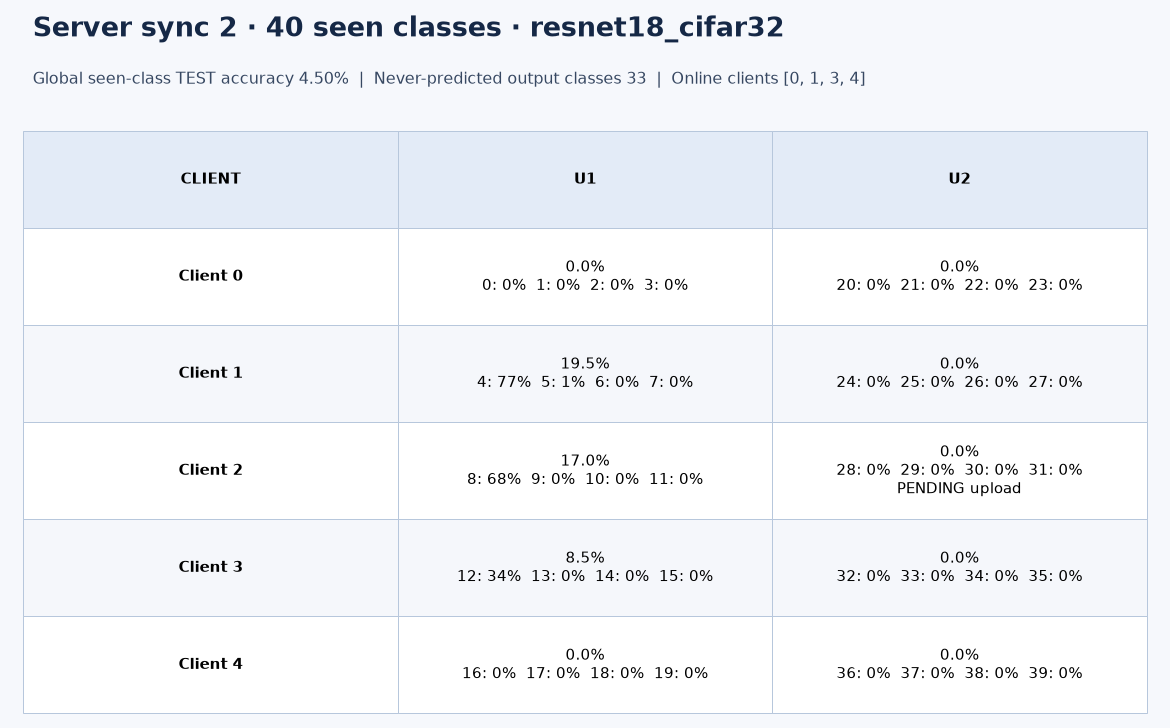 Server sync 2 · 40 seen classes · resnet18_cifar32
Global seen-class TEST accuracy 4.50% | Never-predicted output classes 33 | Online clients [0, 1, 3, 4]
CLIENT U1 U2
Client 0
0.0%
0: 0% 1: 0% 2: 0% 3: 0%
0.0%
20: 0% 21: 0% 22: 0% 23: 0%
Client 1
19.5%
4: 77% 5: 1% 6: 0% 7: 0%
0.0%
24: 0% 25: 0% 26: 0% 27: 0%
Client 2
17.0%
8: 68% 9: 0% 10: 0% 11: 0%
0.0%
28: 0% 29: 0% 30: 0% 31: 0%
PENDING upload
Client 3
8.5%
12: 34% 13: 0% 14: 0% 15: 0%
0.0%
32: 0% 33: 0% 34: 0% 35: 0%
Client 4
0.0%
16: 0% 17: 0% 18: 0% 19: 0%
0.0%
36: 0% 37: 0% 38: 0% 39: 0%